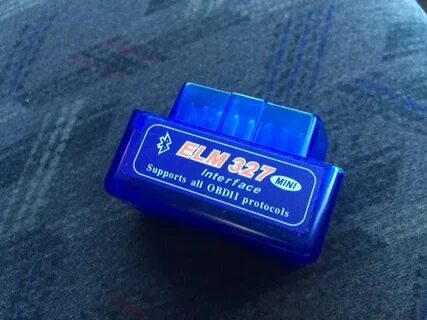 ELM 327 MINI
Interface
Supports all OBDII protocols